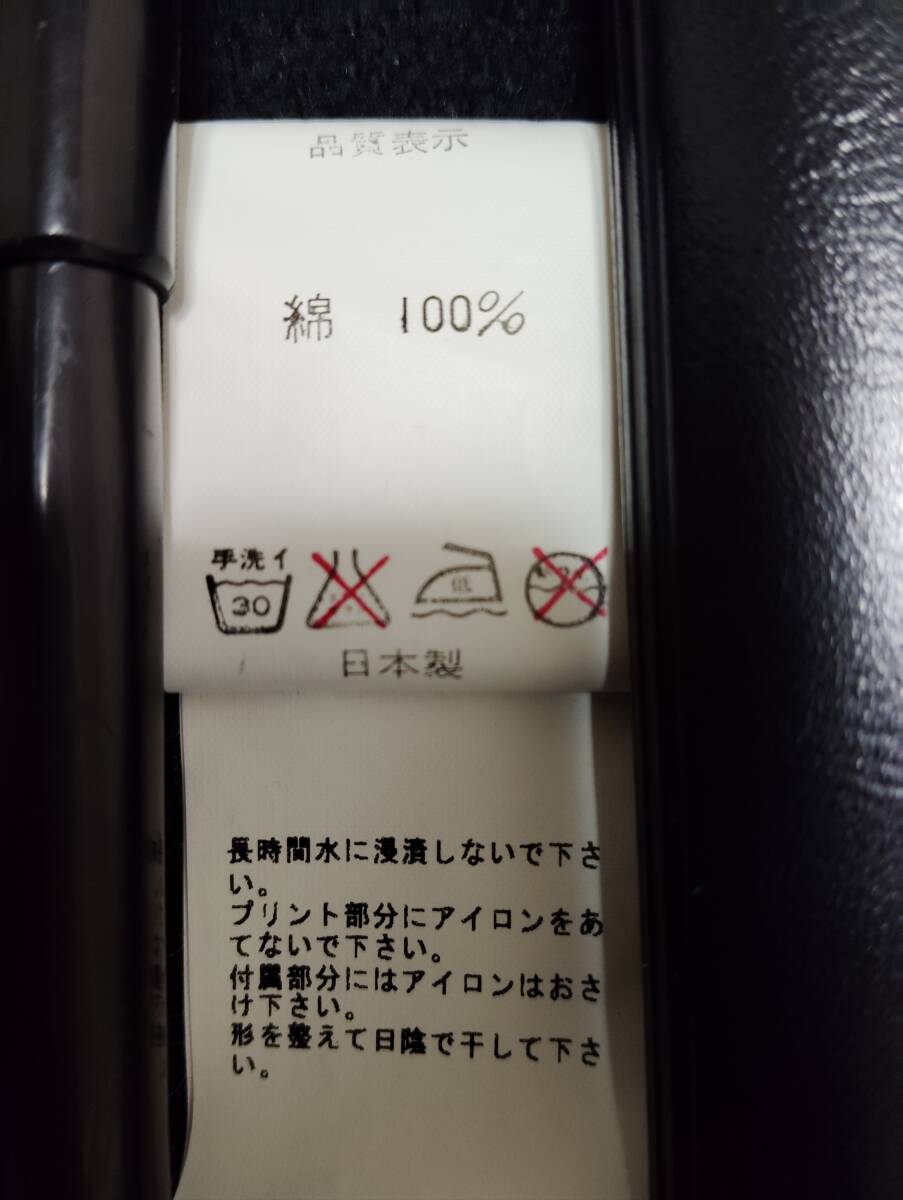 品質表示
綿 100%
手洗イ
30
低
日本製
長時間水に浸漬しないで下さ
い。
プリント部分にアイロンをあ
てないで下さい。
付属部分にはアイロンはおさ
け下さい。
形を整えて日陰で干して下さ
い。